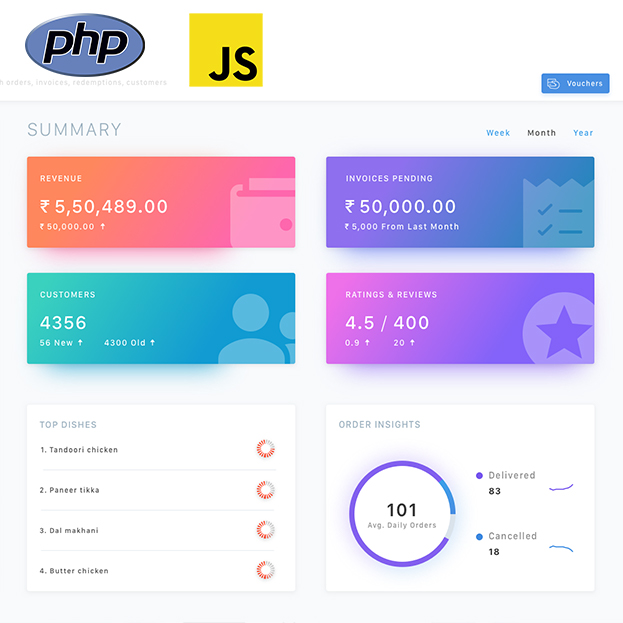 php
JS
h orders, invoices, redemptions, customers
Vouchers
SUMMARY
Week Month Year
REVENUE
₹ 5,50,489.00
₹ 50,000.00 ↑
INVOICES PENDING
₹ 50,000.00
₹ 5,000 From Last Month
CUSTOMERS
4356
56 New ↑ 4300 Old ↑
RATINGS & REVIEWS
4.5 / 400
0.9 ↑ 20 ↑
TOP DISHES
1. Tandoori chicken
2. Paneer tikka
3. Dal makhani
4. Butter chicken
ORDER INSIGHTS
101
Avg. Daily Orders
Delivered
83
Cancelled
18